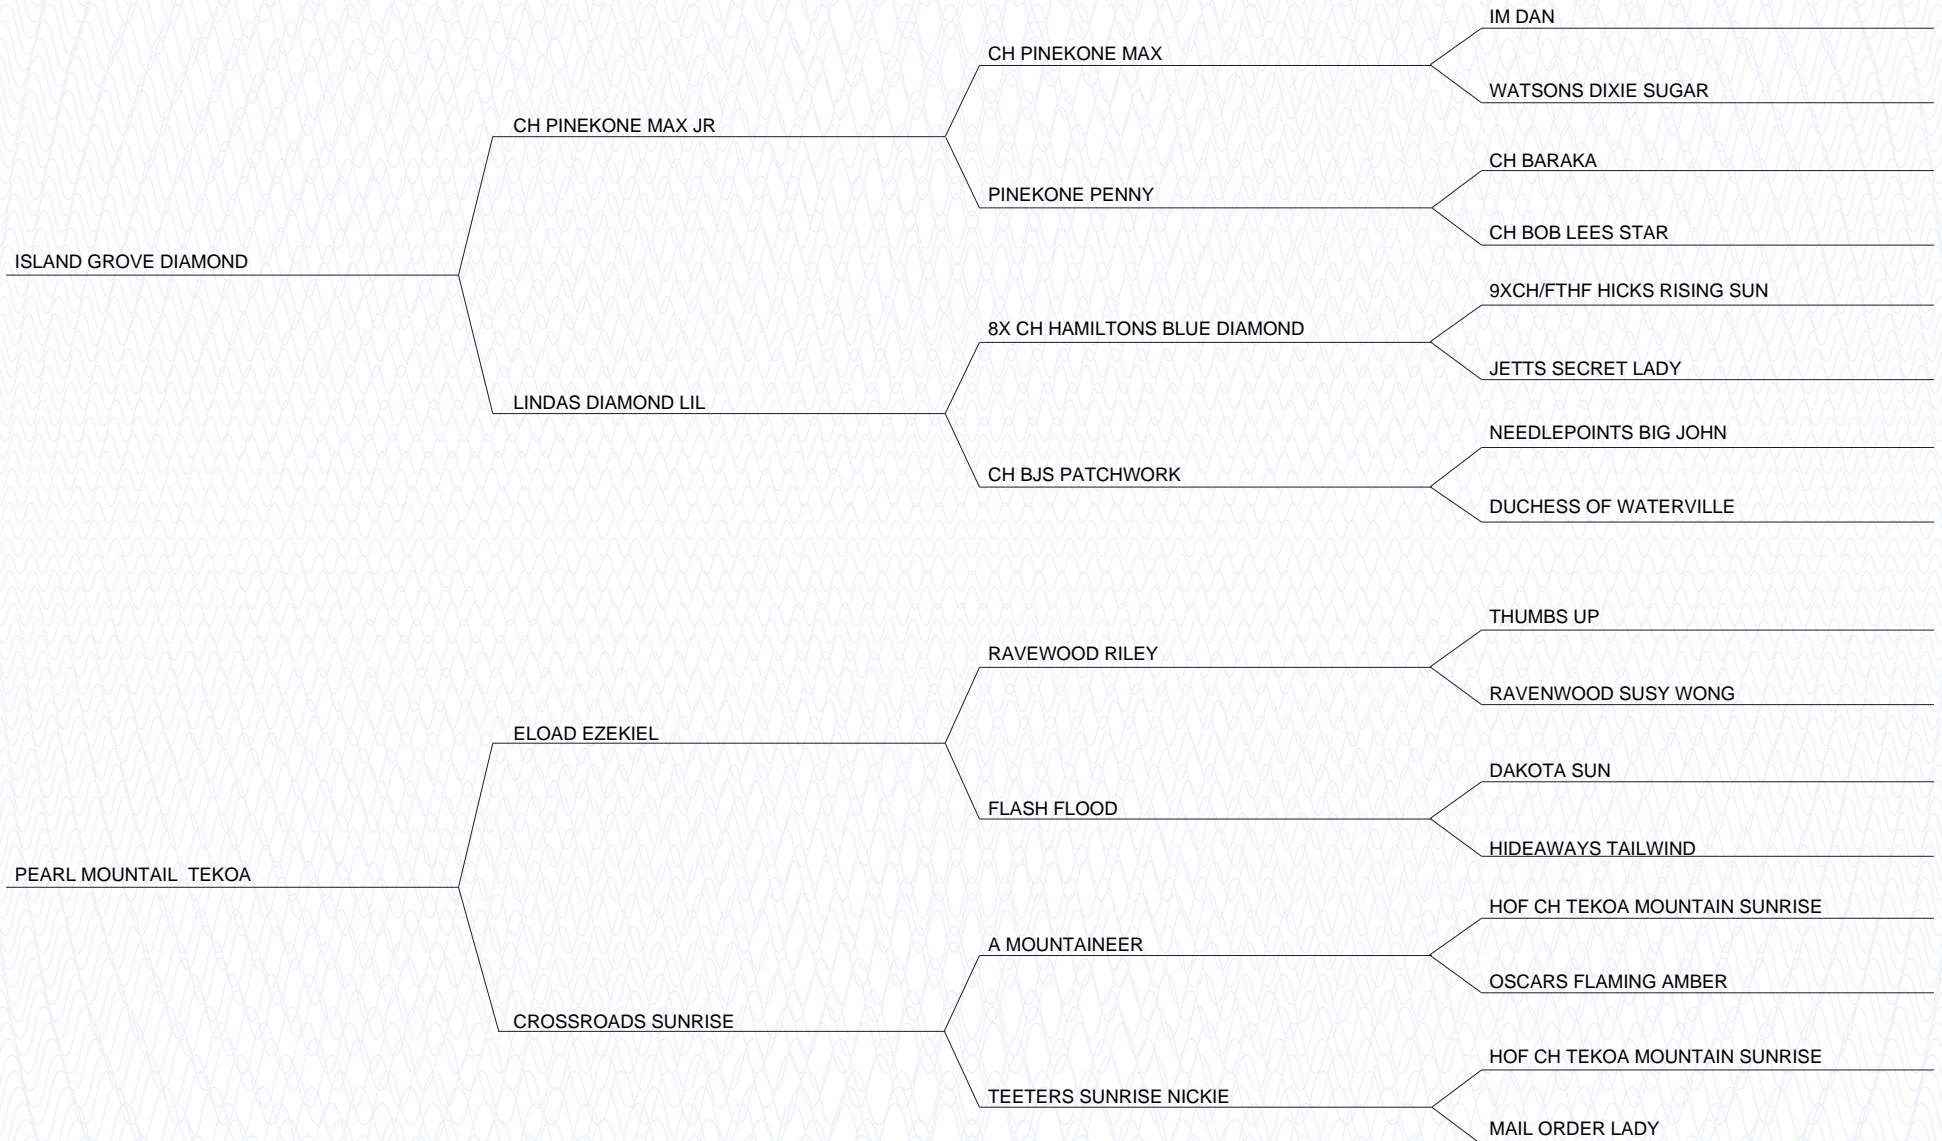 IM DAN
CH PINEKONE MAX
WATSONS DIXIE SUGAR
CH PINEKONE MAX JR
CH BARAKA
PINEKONE PENNY
CH BOB LEES STAR
ISLAND GROVE DIAMOND
9XCH/FTHF HICKS RISING SUN
8X CH HAMILTONS BLUE DIAMOND
JETTS SECRET LADY
LINDAS DIAMOND LIL
NEEDLEPOINTS BIG JOHN
CH BJS PATCHWORK
DUCHESS OF WATERVILLE
THUMBS UP
RAVEWOOD RILEY
RAVENWOOD SUSY WONG
ELOAD EZEKIEL
DAKOTA SUN
FLASH FLOOD
HIDEAWAYS TAILWIND
PEARL MOUNTAIL  TEKOA
HOF CH TEKOA MOUNTAIN SUNRISE
A MOUNTAINEER
OSCARS FLAMING AMBER
CROSSROADS SUNRISE
HOF CH TEKOA MOUNTAIN SUNRISE
TEETERS SUNRISE NICKIE
MAIL ORDER LADY